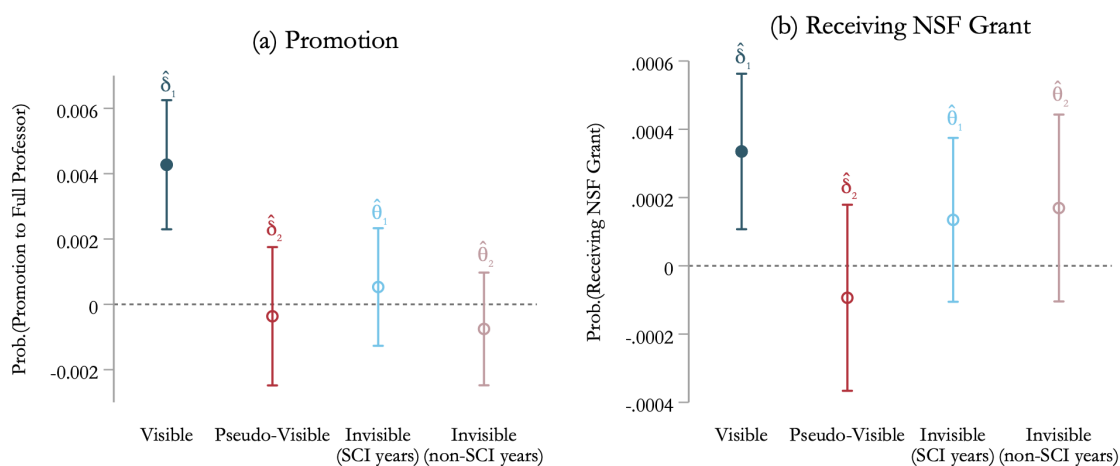 (a) Promotion
Prob.(Promotion to Full Professor)
0.006
0.004
0.002
0
-0.002
δ̂₁
δ̂₂
θ̂₁
θ̂₂
Visible
Pseudo-Visible
Invisible
(SCI years)
Invisible
(non-SCI years)
(b) Receiving NSF Grant
Prob.(Receiving NSF Grant)
.0006
.0004
.0002
0
-.0002
-.0004
δ̂₁
δ̂₂
θ̂₁
θ̂₂
Visible
Pseudo-Visible
Invisible
(SCI years)
Invisible
(non-SCI years)